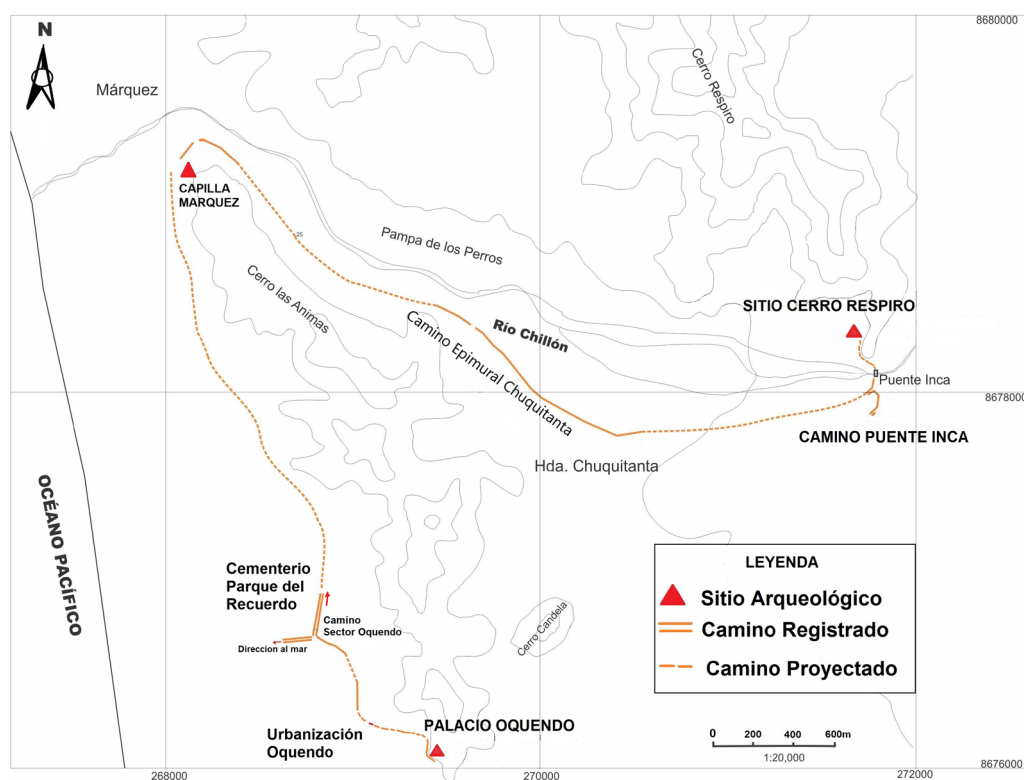 8680000
N
Márquez
Cerro Respiro
CAPILLA
MARQUEZ
25
Pampa de los Perros
Cerro las Animas
SITIO CERRO RESPIRO
Río Chillón
Camino Epimural Chuquitanta
Puente Inca
8678000
CAMINO PUENTE INCA
Hda. Chuquitanta
OCÉANO PACÍFICO
Cementerio
Parque del
Recuerdo
Camino
Sector Oquendo
Direccion al mar
Cerro Candela
LEYENDA
Sitio Arqueológico
Camino Registrado
Camino Proyectado
PALACIO OQUENDO
Urbanización
Oquendo
0 200 400 600m
1:20,000
8676000
268000
270000
272000